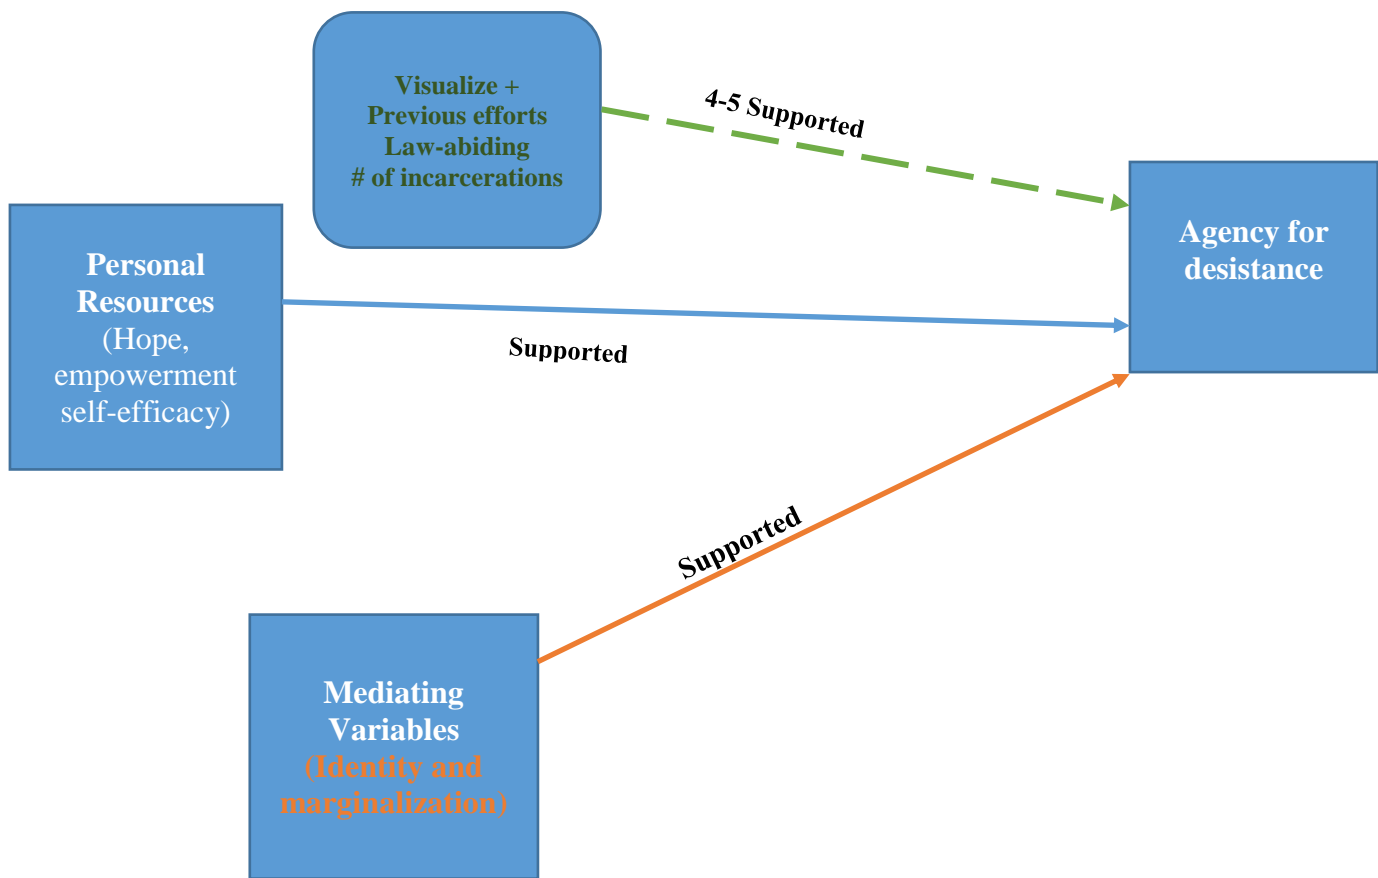 Visualize +
Previous efforts
Law-abiding
# of incarcerations
4-5 Supported
Agency for
desistance
Personal
Resources
(Hope,
empowerment
self-efficacy)
Supported
Supported
Mediating
Variables
(Identity and
marginalization)